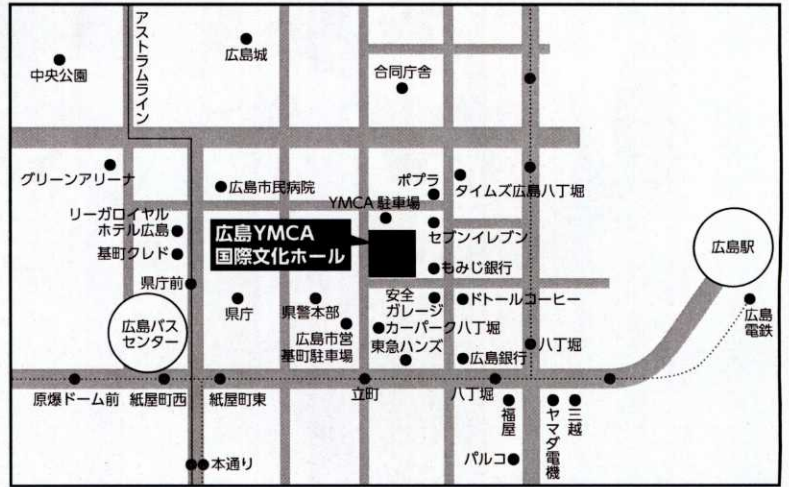 アストラムライン
広島城
中央公園
合同庁舎
グリーンアリーナ
広島市民病院
ポプラ
タイムズ広島八丁堀
リーガロイヤル
ホテル広島
YMCA 駐車場
広島YMCA
国際文化ホール
セブンイレブン
基町クレド
もみじ銀行
広島駅
県庁前
県庁
県警本部
安全
ガレージ
ドトールコーヒー
広島
電鉄
広島バス
センター
広島市営
基町駐車場
カーパーク八丁堀
東急ハンズ
広島銀行
八丁堀
原爆ドーム前
紙屋町西
紙屋町東
立町
八丁堀
福屋
ヤマダ電機
三越
パルコ
本通り